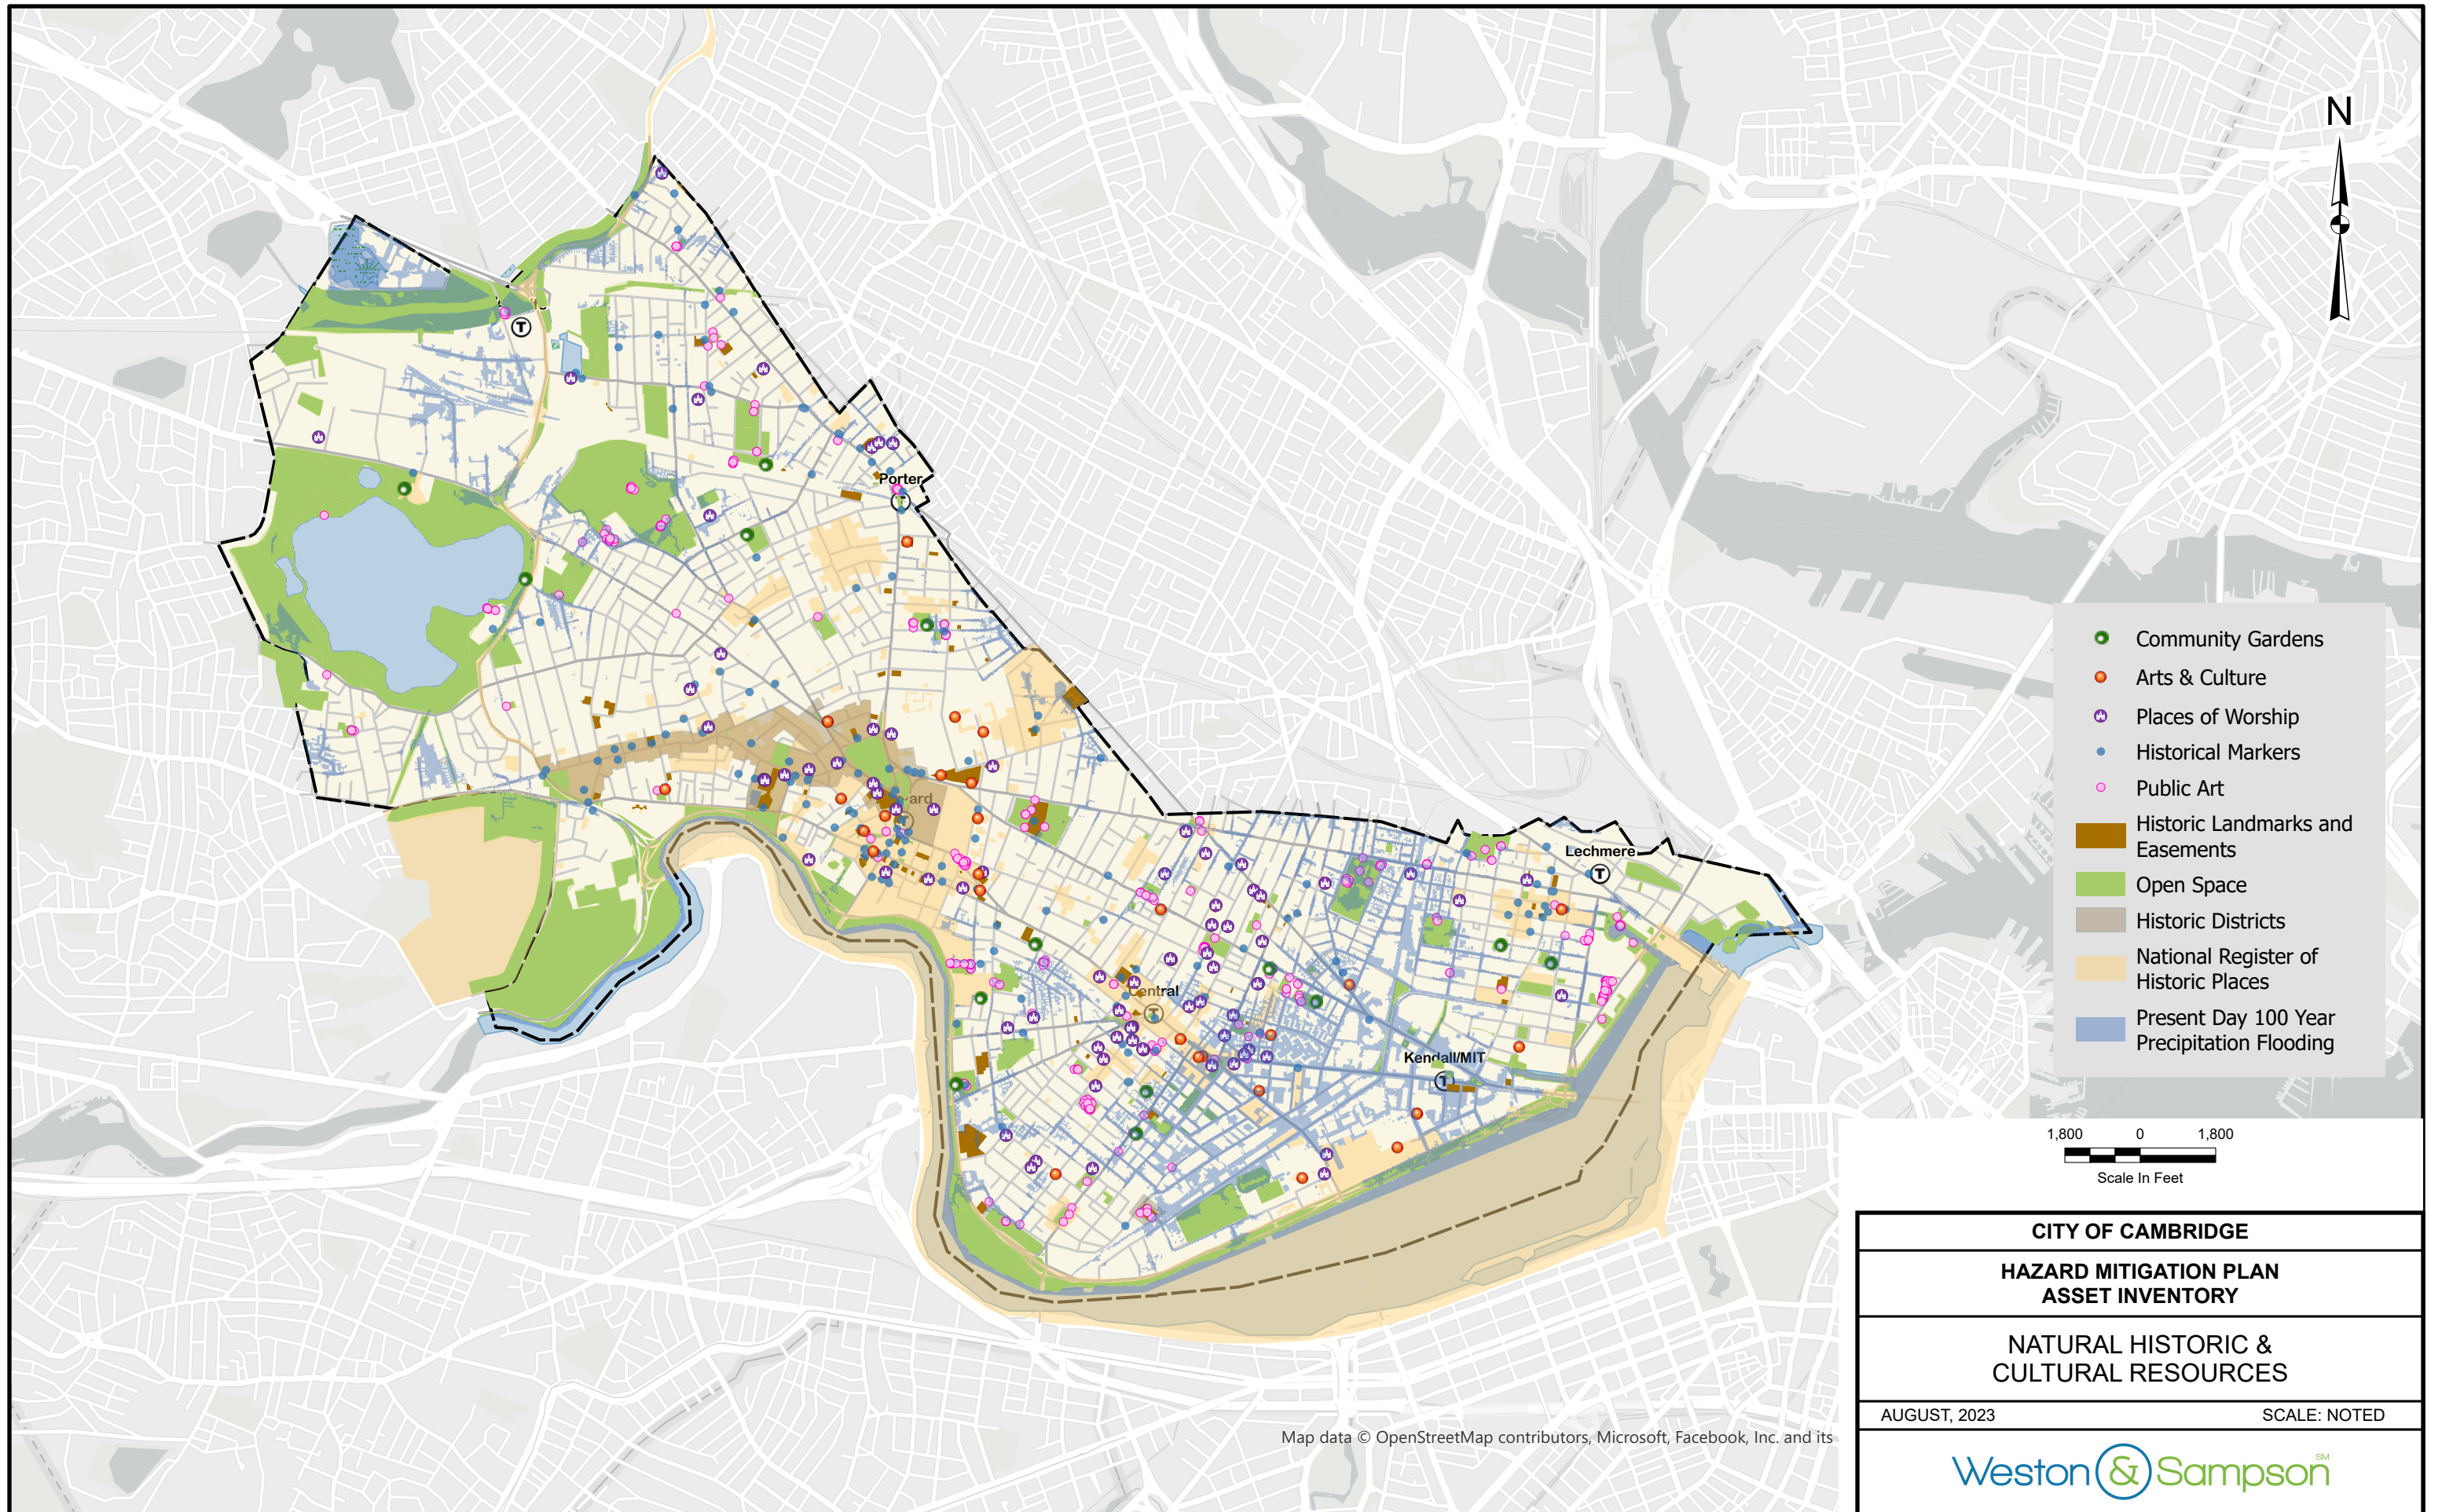 N
Porter
T
T
ard
T
Lechmere
T
Central
T
Kendall/MIT
T
Community Gardens
Arts & Culture
Places of Worship
Historical Markers
Public Art
Historic Landmarks and
Easements
Open Space
Historic Districts
National Register of
Historic Places
Present Day 100 Year
Precipitation Flooding
1,800 0 1,800
Scale In Feet
CITY OF CAMBRIDGE
HAZARD MITIGATION PLAN
ASSET INVENTORY
NATURAL HISTORIC &
CULTURAL RESOURCES
AUGUST, 2023 SCALE: NOTED
Weston & Sampson SM
Map data © OpenStreetMap contributors, Microsoft, Facebook, Inc. and its